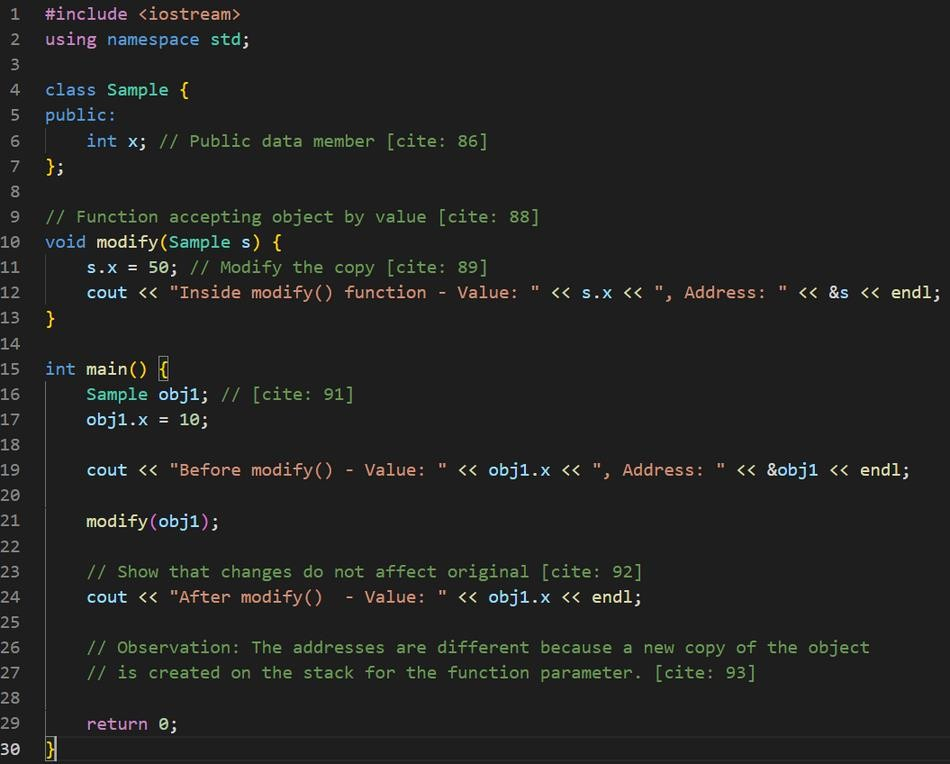 1 #include <iostream>
2 using namespace std;
3
4 class Sample {
5 public:
6     int x; // Public data member [cite: 86]
7 };
8
9 // Function accepting object by value [cite: 88]
10 void modify(Sample s) {
11     s.x = 50; // Modify the copy [cite: 89]
12     cout << "Inside modify() function - Value: " << s.x << ", Address: " << &s << endl;
13 }
14
15 int main() {
16     Sample obj1; // [cite: 91]
17     obj1.x = 10;
18
19     cout << "Before modify() - Value: " << obj1.x << ", Address: " << &obj1 << endl;
20
21     modify(obj1);
22
23     // Show that changes do not affect original [cite: 92]
24     cout << "After modify()  - Value: " << obj1.x << endl;
25
26     // Observation: The addresses are different because a new copy of the object
27     // is created on the stack for the function parameter. [cite: 93]
28
29     return 0;
30 }